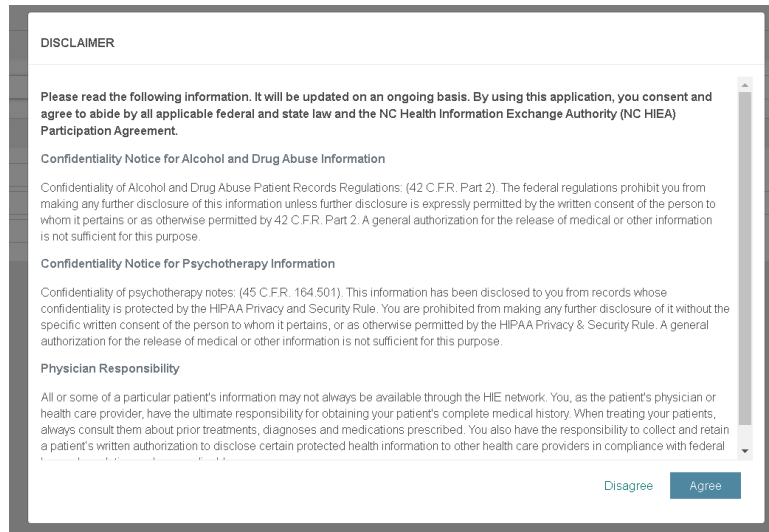 DISCLAIMER
Please read the following information. It will be updated on an ongoing basis. By using this application, you consent and
agree to abide by all applicable federal and state law and the NC Health Information Exchange Authority (NC HIEA)
Participation Agreement.
Confidentiality Notice for Alcohol and Drug Abuse Information
Confidentiality of Alcohol and Drug Abuse Patient Records Regulations: (42 C.F.R. Part 2). The federal regulations prohibit you from
making any further disclosure of this information unless further disclosure is expressly permitted by the written consent of the person to
whom it pertains or as otherwise permitted by 42 C.F.R. Part 2. A general authorization for the release of medical or other information
is not sufficient for this purpose.
Confidentiality Notice for Psychotherapy Information
Confidentiality of psychotherapy notes: (45 C.F.R. 164.501). This information has been disclosed to you from records whose
confidentiality is protected by the HIPAA Privacy and Security Rule. You are prohibited from making any further disclosure of it without the
specific written consent of the person to whom it pertains, or as otherwise permitted by the HIPAA Privacy & Security Rule. A general
authorization for the release of medical or other information is not sufficient for this purpose.
Physician Responsibility
All or some of a particular patient's information may not always be available through the HIE network. You, as the patient's physician or
health care provider, have the ultimate responsibility for obtaining your patient's complete medical history. When treating your patients,
always consult them about prior treatments, diagnoses and medications prescribed. You also have the responsibility to collect and retain
a patient's written authorization to disclose certain protected health information to other health care providers in compliance with federal
Disagree Agree